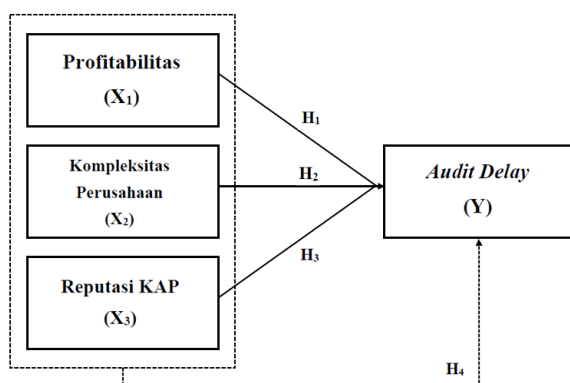 Profitabilitas
(X₁)
H₁
Kompleksitas
Perusahaan
(X₂)
H₂
Audit Delay
(Y)
Reputasi KAP
(X₃)
H₃
H₄